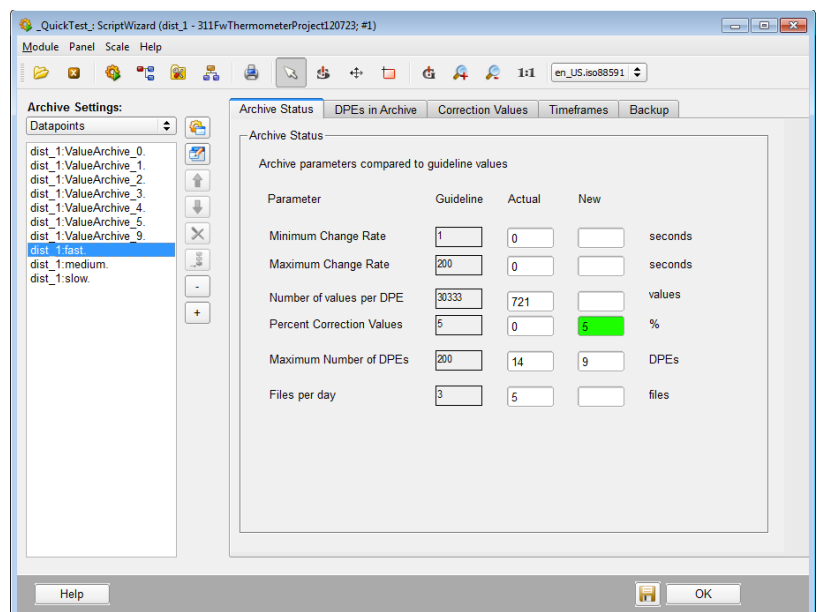 _QuickTest_: ScriptWizard (dist_1 - 311FwThermometerProject120723; #1)
Module Panel Scale Help
1:1 en_US.iso88591
Archive Settings:
Datapoints
dist_1:ValueArchive_0.
dist_1:ValueArchive_1.
dist_1:ValueArchive_2.
dist_1:ValueArchive_3.
dist_1:ValueArchive_4.
dist_1:ValueArchive_5.
dist_1:ValueArchive_9.
dist_1:fast.
dist_1:medium.
dist_1:slow.
-
+
Archive Status DPEs in Archive Correction Values Timeframes Backup
Archive Status
Archive parameters compared to guideline values
Parameter Guideline Actual New
Minimum Change Rate 1 0 seconds
Maximum Change Rate 200 0 seconds
Number of values per DPE 30333 721 values
Percent Correction Values 5 0 5 %
Maximum Number of DPEs 200 14 9 DPEs
Files per day 3 5 files
Help OK